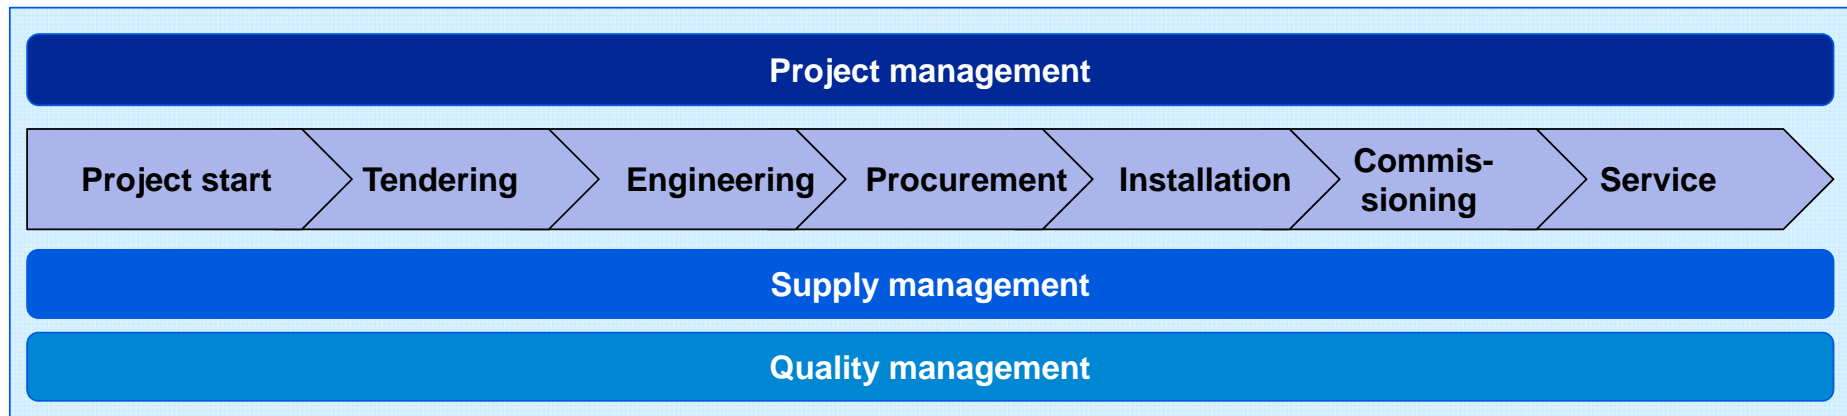 Project management
Project start
Tendering
Engineering
Procurement
Installation
Commis-
sioning
Service
Supply management
Quality management